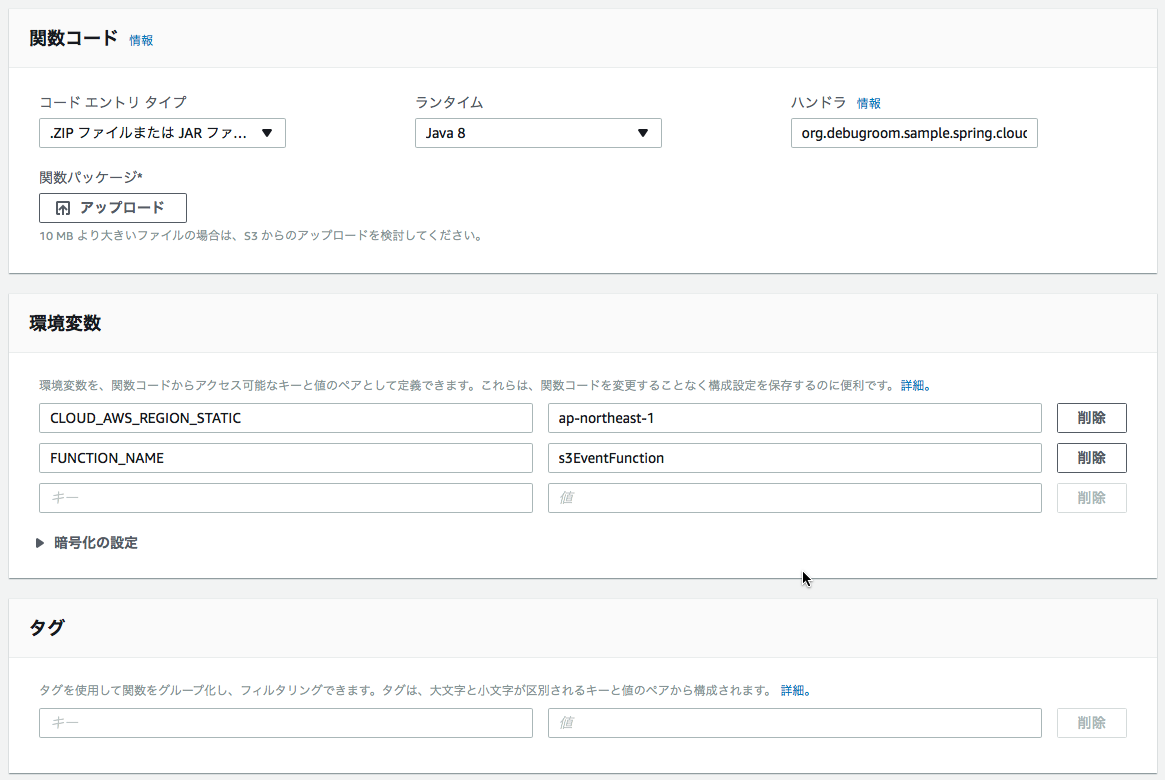 関数コード 情報
コード エントリ タイプ ランタイム ハンドラ 情報
.ZIP ファイルまたは JAR ファ... Java 8 org.debugroom.sample.spring.cloud
関数パッケージ*
アップロード
10 MB より大きいファイルの場合は、S3 からのアップロードを検討してください。
環境変数
環境変数を、関数コードからアクセス可能なキーと値のペアとして定義できます。これらは、関数コードを変更することなく構成設定を保存するのに便利です。詳細。
CLOUD_AWS_REGION_STATIC ap-northeast-1 削除
FUNCTION_NAME s3EventFunction 削除
キー 値 削除
暗号化の設定
タグ
タグを使用して関数をグループ化し、フィルタリングできます。タグは、大文字と小文字が区別されるキーと値のペアから構成されます。 詳細。
キー 値 削除